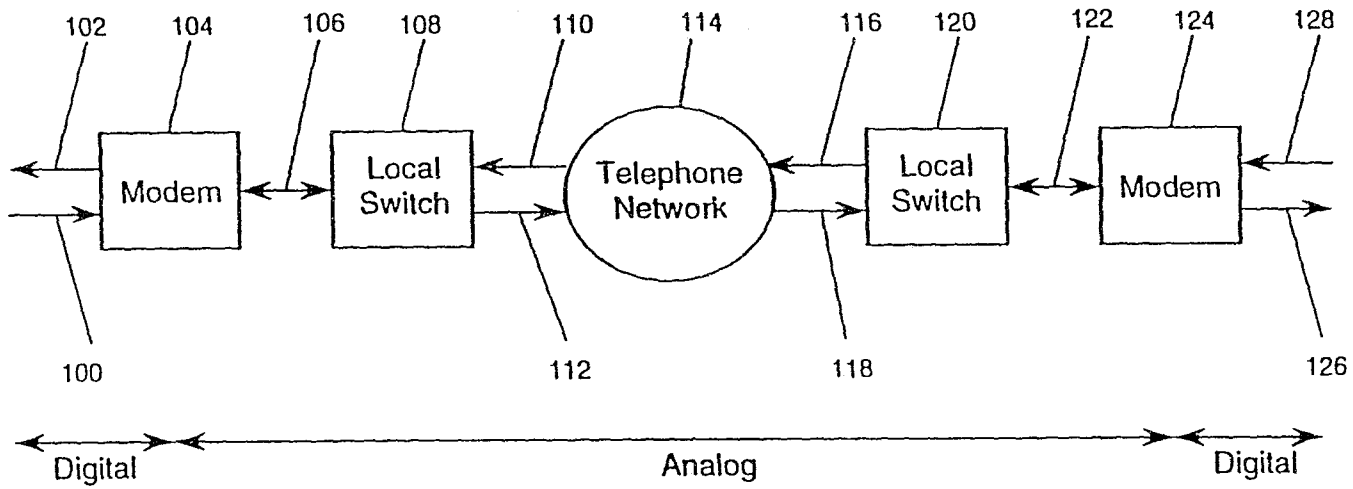 102 104 106 108 110 114 116 120 122 124 128
Modem
Local
Switch
Telephone
Network
Local
Switch
Modem
100 112 118 126
Digital Analog Digital